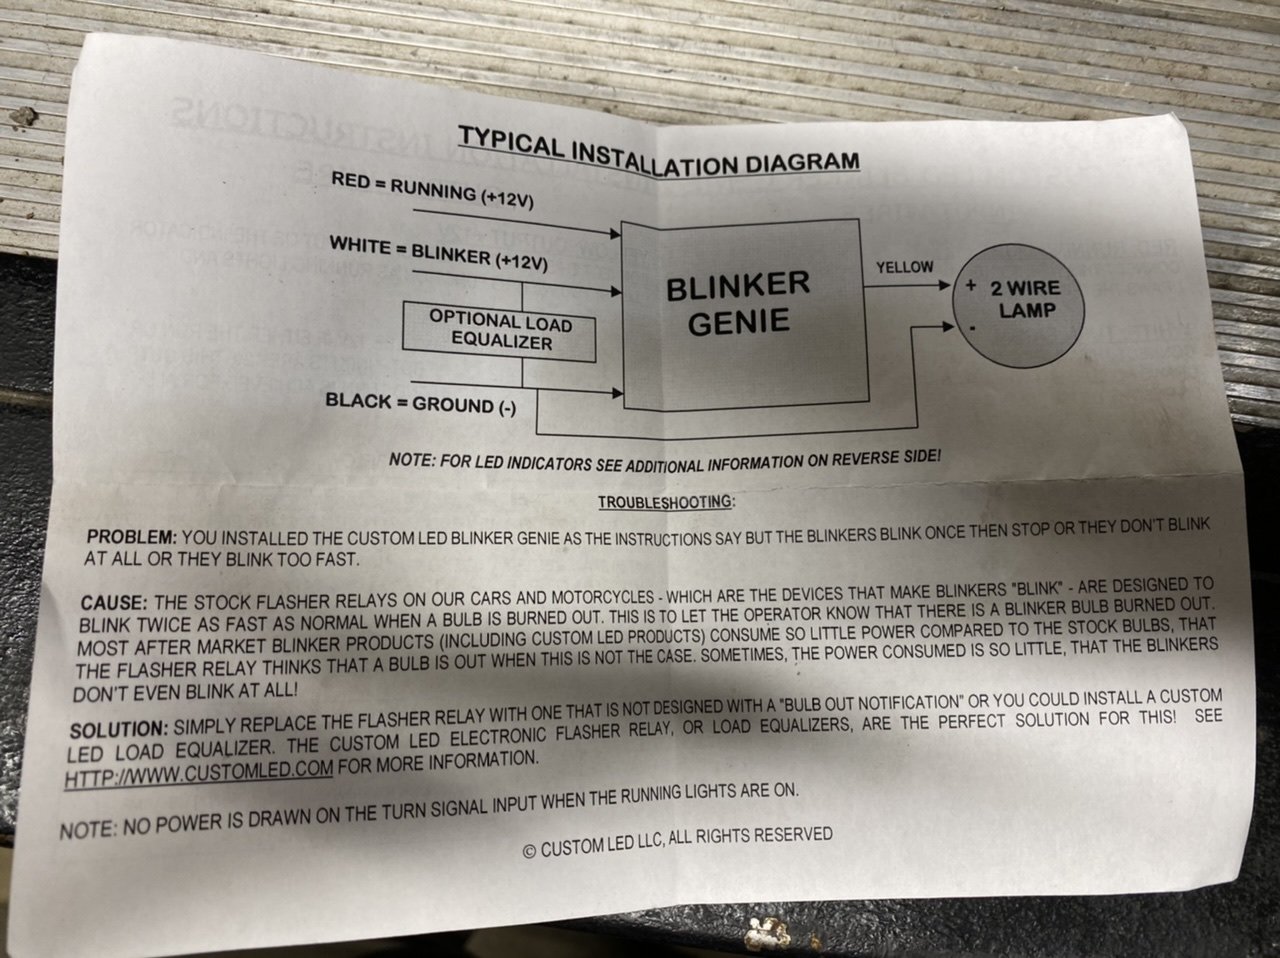 TYPICAL INSTALLATION DIAGRAM
RED = RUNNING (+12V)
WHITE = BLINKER (+12V)
OPTIONAL LOAD
EQUALIZER
BLACK = GROUND (-)
BLINKER
GENIE
YELLOW
+ 2 WIRE
- LAMP
NOTE: FOR LED INDICATORS SEE ADDITIONAL INFORMATION ON REVERSE SIDE!
TROUBLESHOOTING:
PROBLEM: YOU INSTALLED THE CUSTOM LED BLINKER GENIE AS THE INSTRUCTIONS SAY BUT THE BLINKERS BLINK ONCE THEN STOP OR THEY DON'T BLINK
AT ALL OR THEY BLINK TOO FAST.
CAUSE: THE STOCK FLASHER RELAYS ON OUR CARS AND MOTORCYCLES - WHICH ARE THE DEVICES THAT MAKE BLINKERS "BLINK" - ARE DESIGNED TO
BLINK TWICE AS FAST AS NORMAL WHEN A BULB IS BURNED OUT. THIS IS TO LET THE OPERATOR KNOW THAT THERE IS A BLINKER BULB BURNED OUT.
MOST AFTER MARKET BLINKER PRODUCTS (INCLUDING CUSTOM LED PRODUCTS) CONSUME SO LITTLE POWER COMPARED TO THE STOCK BULBS, THAT
THE FLASHER RELAY THINKS THAT A BULB IS OUT WHEN THIS IS NOT THE CASE. SOMETIMES, THE POWER CONSUMED IS SO LITTLE, THAT THE BLINKERS
DON'T EVEN BLINK AT ALL!
SOLUTION: SIMPLY REPLACE THE FLASHER RELAY WITH ONE THAT IS NOT DESIGNED WITH A "BULB OUT NOTIFICATION" OR YOU COULD INSTALL A CUSTOM
LED LOAD EQUALIZER. THE CUSTOM LED ELECTRONIC FLASHER RELAY, OR LOAD EQUALIZERS, ARE THE PERFECT SOLUTION FOR THIS! SEE
HTTP://WWW.CUSTOMLED.COM FOR MORE INFORMATION.
NOTE: NO POWER IS DRAWN ON THE TURN SIGNAL INPUT WHEN THE RUNNING LIGHTS ARE ON.
© CUSTOM LED LLC, ALL RIGHTS RESERVED